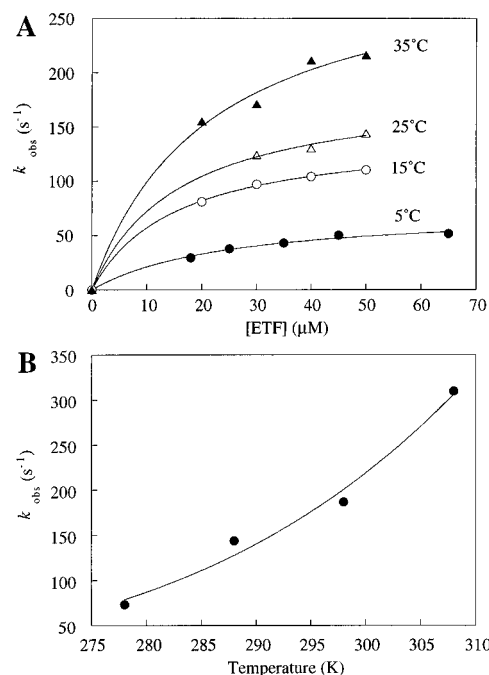 A
250
200
150
100
50
0
k obs (s⁻¹)
35°C
25°C
15°C
5°C
0 10 20 30 40 50 60 70
[ETF] (μM)
B
350
300
250
200
150
100
50
k obs (s⁻¹)
275 280 285 290 295 300 305 310
Temperature (K)